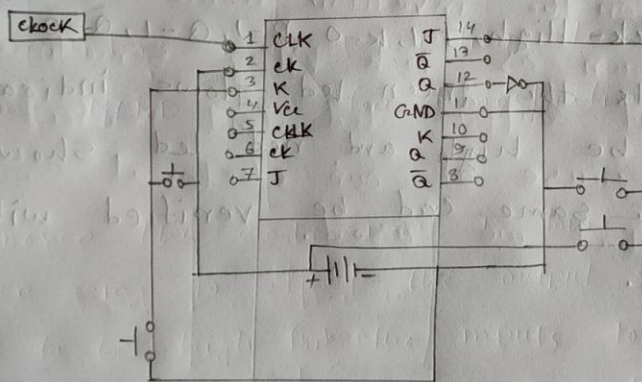 ckock
1 CLK J 14
2 CK Q̅ 13
3 K Q 12
4 Vcc GND 11
5 CKLK K 10
6 CK Q 9
7 J Q̅ 8
+ -